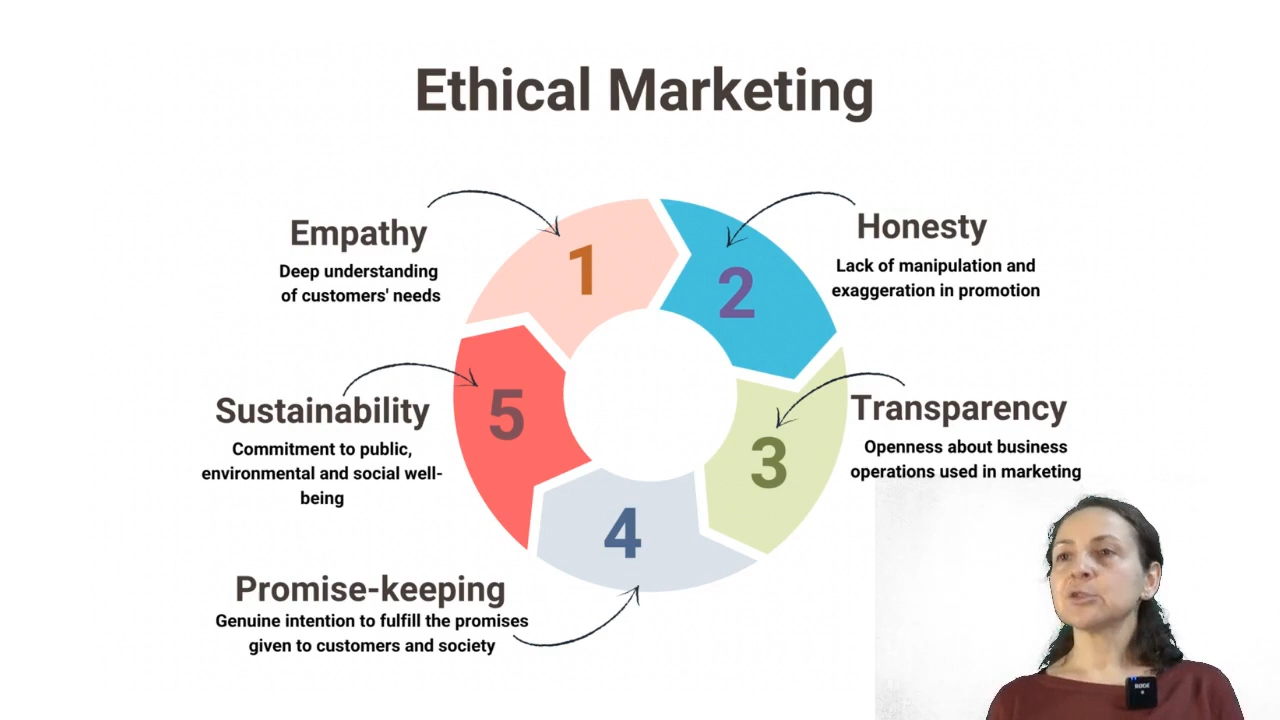 Ethical Marketing
Empathy
Deep understanding
of customers' needs
1
2
Honesty
Lack of manipulation and
exaggeration in promotion
Sustainability
Commitment to public,
environmental and social well-
being
5
3
Transparency
Openness about business
operations used in marketing
4
Promise-keeping
Genuine intention to fulfill the promises
given to customers and society
RODE